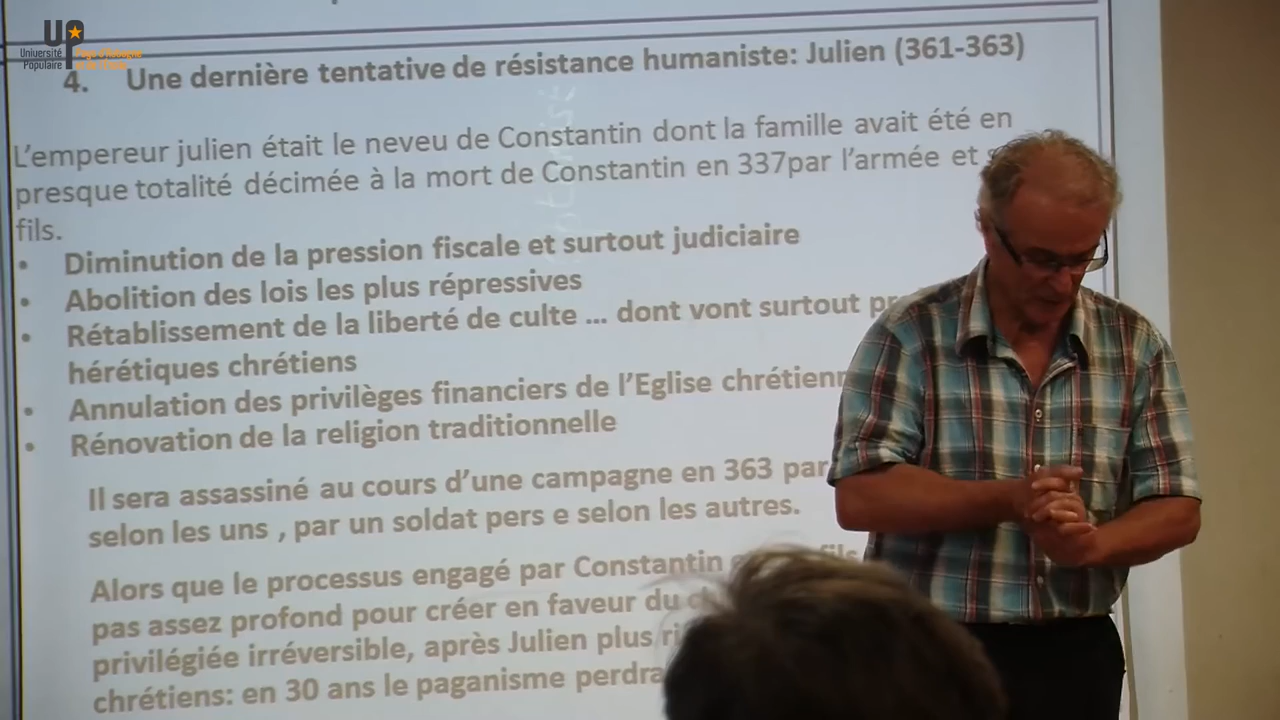 UP
Université
Populaire
4. Une dernière tentative de résistance humaniste: Julien (361-363)
L'empereur julien était le neveu de Constantin dont la famille avait été en
presque totalité décimée à la mort de Constantin en 337par l'armée et
fils.
• Diminution de la pression fiscale et surtout judiciaire
• Abolition des lois les plus répressives
• Rétablissement de la liberté de culte ... dont vont surtout
hérétiques chrétiens
• Annulation des privilèges financiers de l'Eglise
• Rénovation de la religion traditionnelle
Il sera assassiné au cours d'une campagne en 363 par
selon les uns , par un soldat pers e selon les autres.
Alors que le processus engagé par Constantin
pas assez profond pour créer en faveur du
privilégiée irréversible, après Julien plus
chrétiens: en 30 ans le paganisme